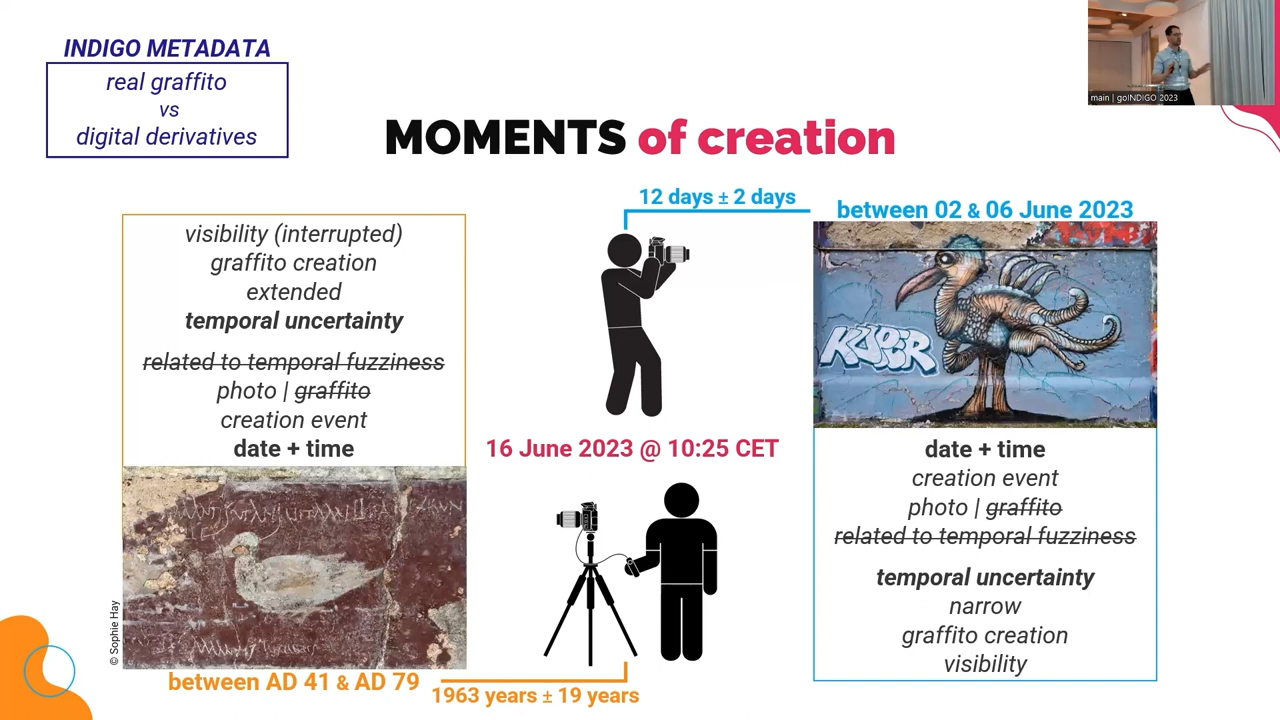 INDIGO METADATA
real graffito
vs
digital derivatives
main | goINDIGO 2023
MOMENTS of creation
12 days ± 2 days
between 02 & 06 June 2023
visibility (interrupted)
graffito creation
extended
temporal uncertainty
related to temporal fuzziness
photo | graffito
creation event
date + time
KUPER
16 June 2023 @ 10:25 CET
date + time
creation event
photo | graffito
related to temporal fuzziness
temporal uncertainty
narrow
graffito creation
visibility
© Sophie Hay
between AD 41 & AD 79
1963 years ± 19 years